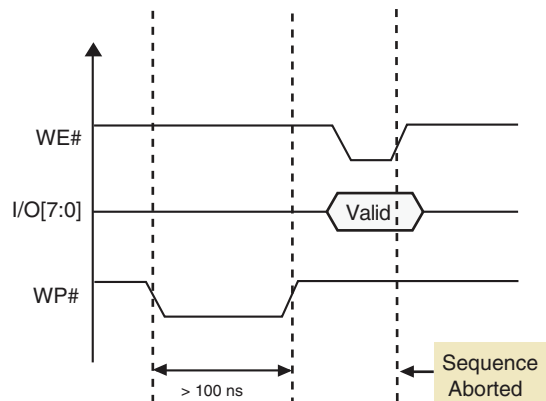 WE#
I/O[7:0]
Valid
WP#
> 100 ns
Sequence
Aborted